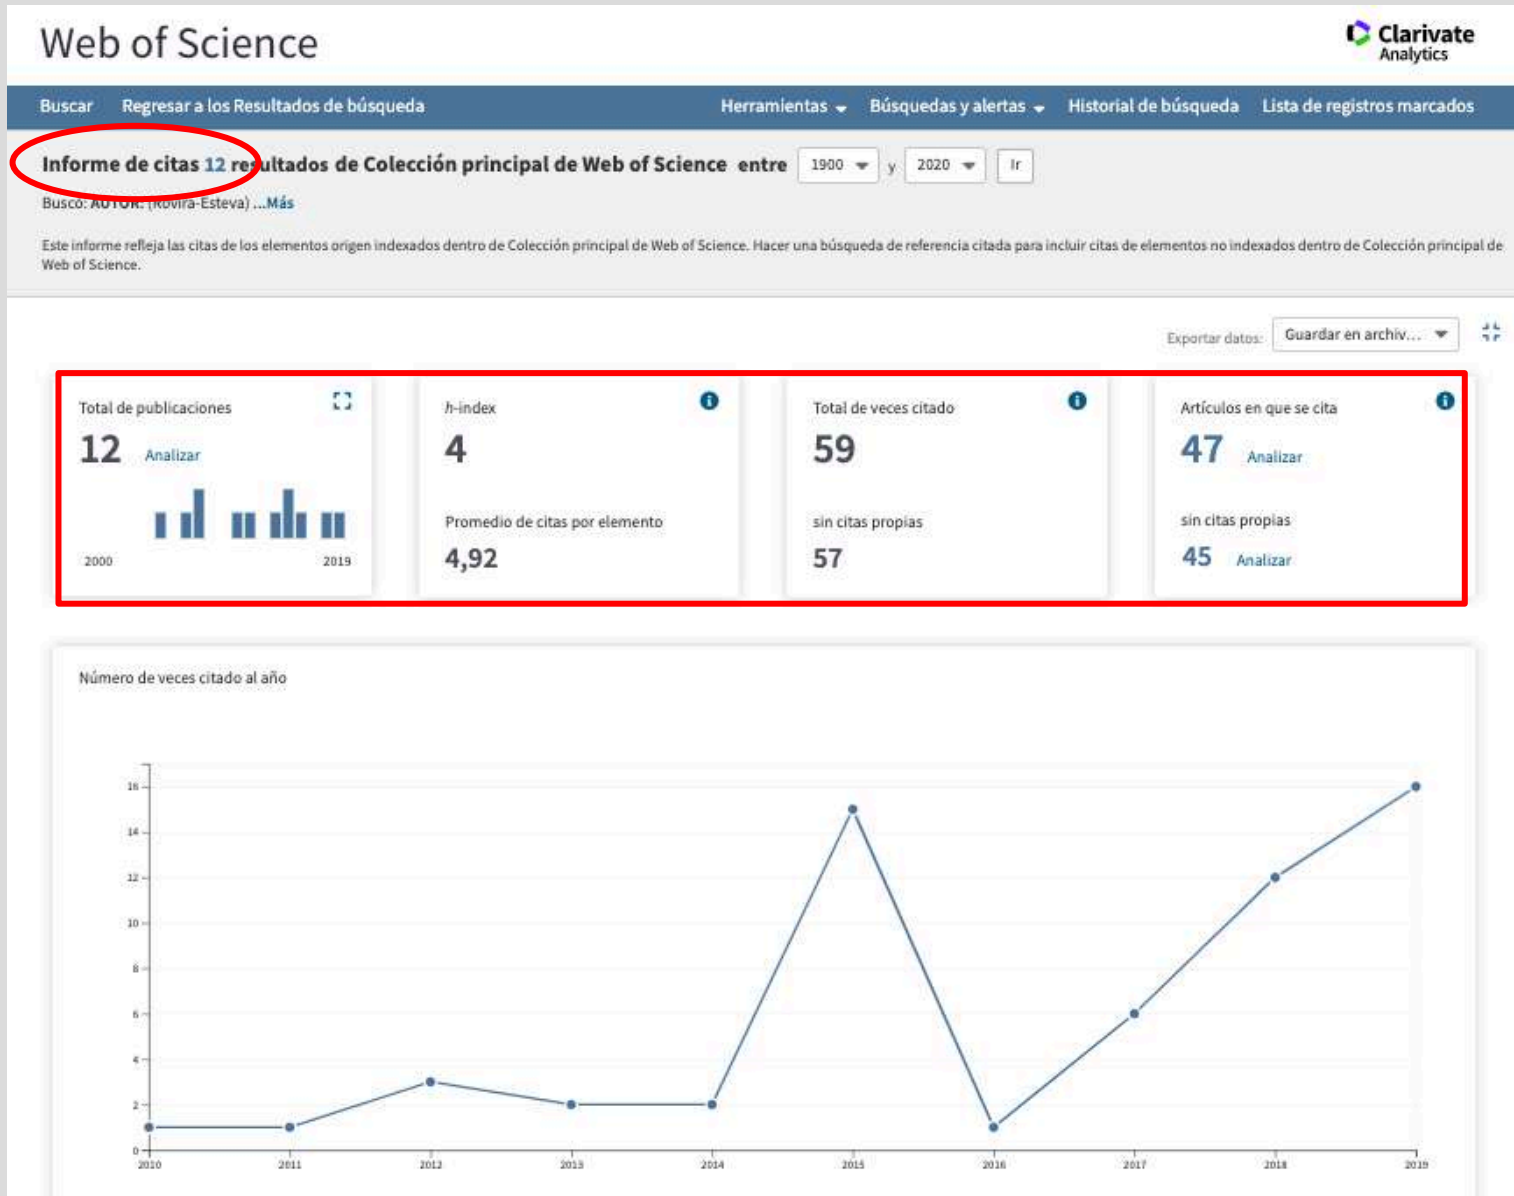 Web of Science
Clarivate
Analytics
Buscar Regresar a los Resultados de búsqueda Herramientas Búsquedas y alertas Historial de búsqueda Lista de registros marcados
Informe de citas 12 resultados de Colección principal de Web of Science entre 1900 y 2020 Ir
Buscó: AUTOR: (Rovira-Esteva) ...Más
Este informe refleja las citas de los elementos origen indexados dentro de Colección principal de Web of Science. Hacer una búsqueda de referencia citada para incluir citas de elementos no indexados dentro de Colección principal de
Web of Science.
Exportar datos: Guardar en archiv...
Total de publicaciones
12 Analizar
2000 2019
h-index
4
Promedio de citas por elemento
4,92
Total de veces citado
59
sin citas propias
57
Artículos en que se cita
47 Analizar
sin citas propias
45 Analizar
Número de veces citado al año
16
14
12
10
8
6
4
2
0
2010 2011 2012 2013 2014 2015 2016 2017 2018 2019